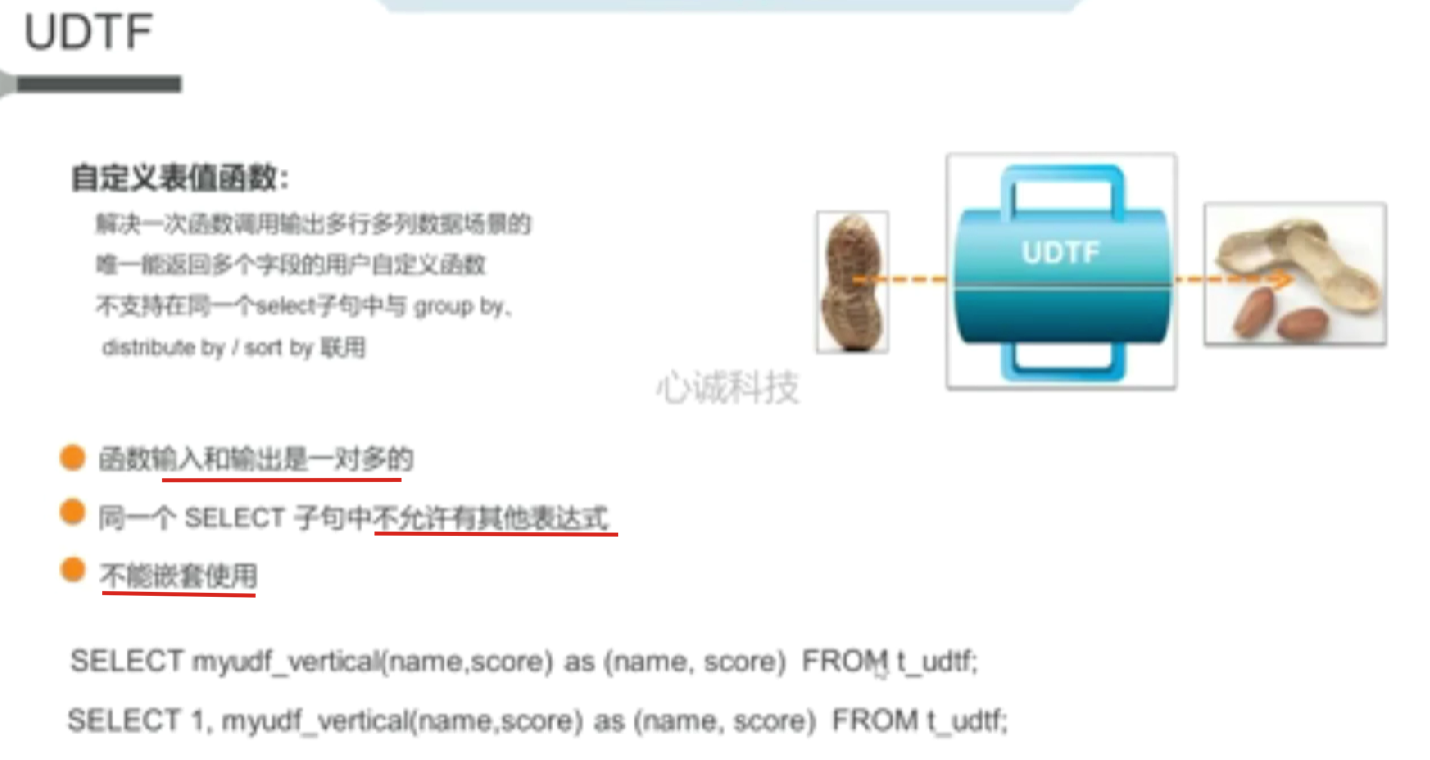 UDTF
自定义表值函数：
解决一次函数调用输出多行多列数据场景的
唯一能返回多个字段的用户自定义函数
不支持在同一个select子句中与 group by、
distribute by / sort by 联用
UDTF
心诚科技
函数输入和输出是一对多的
同一个 SELECT 子句中不允许有其他表达式
不能嵌套使用
SELECT myudf_vertical(name,score) as (name, score) FROM t_udtf;
SELECT 1, myudf_vertical(name,score) as (name, score) FROM t_udtf;